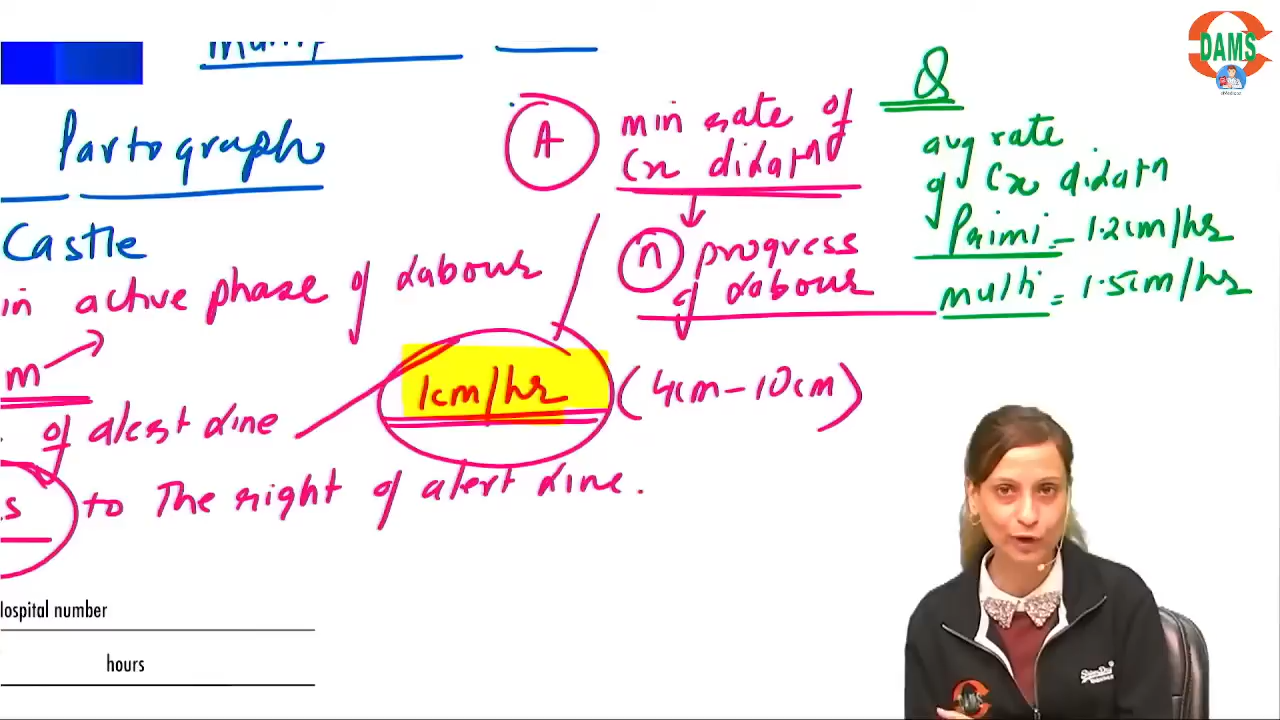 Partograph
Castle
in active phase of labour
m
of alert line
s to the right of alert line.
1cm/hr (4cm-10cm)
A
min rate of
Cx dilatn
n progress
of labour
Q
avg rate
of Cx dilatn
Primi - 1.2cm/hr
multi = 1.5cm/hr
lospital number
hours
DAMS